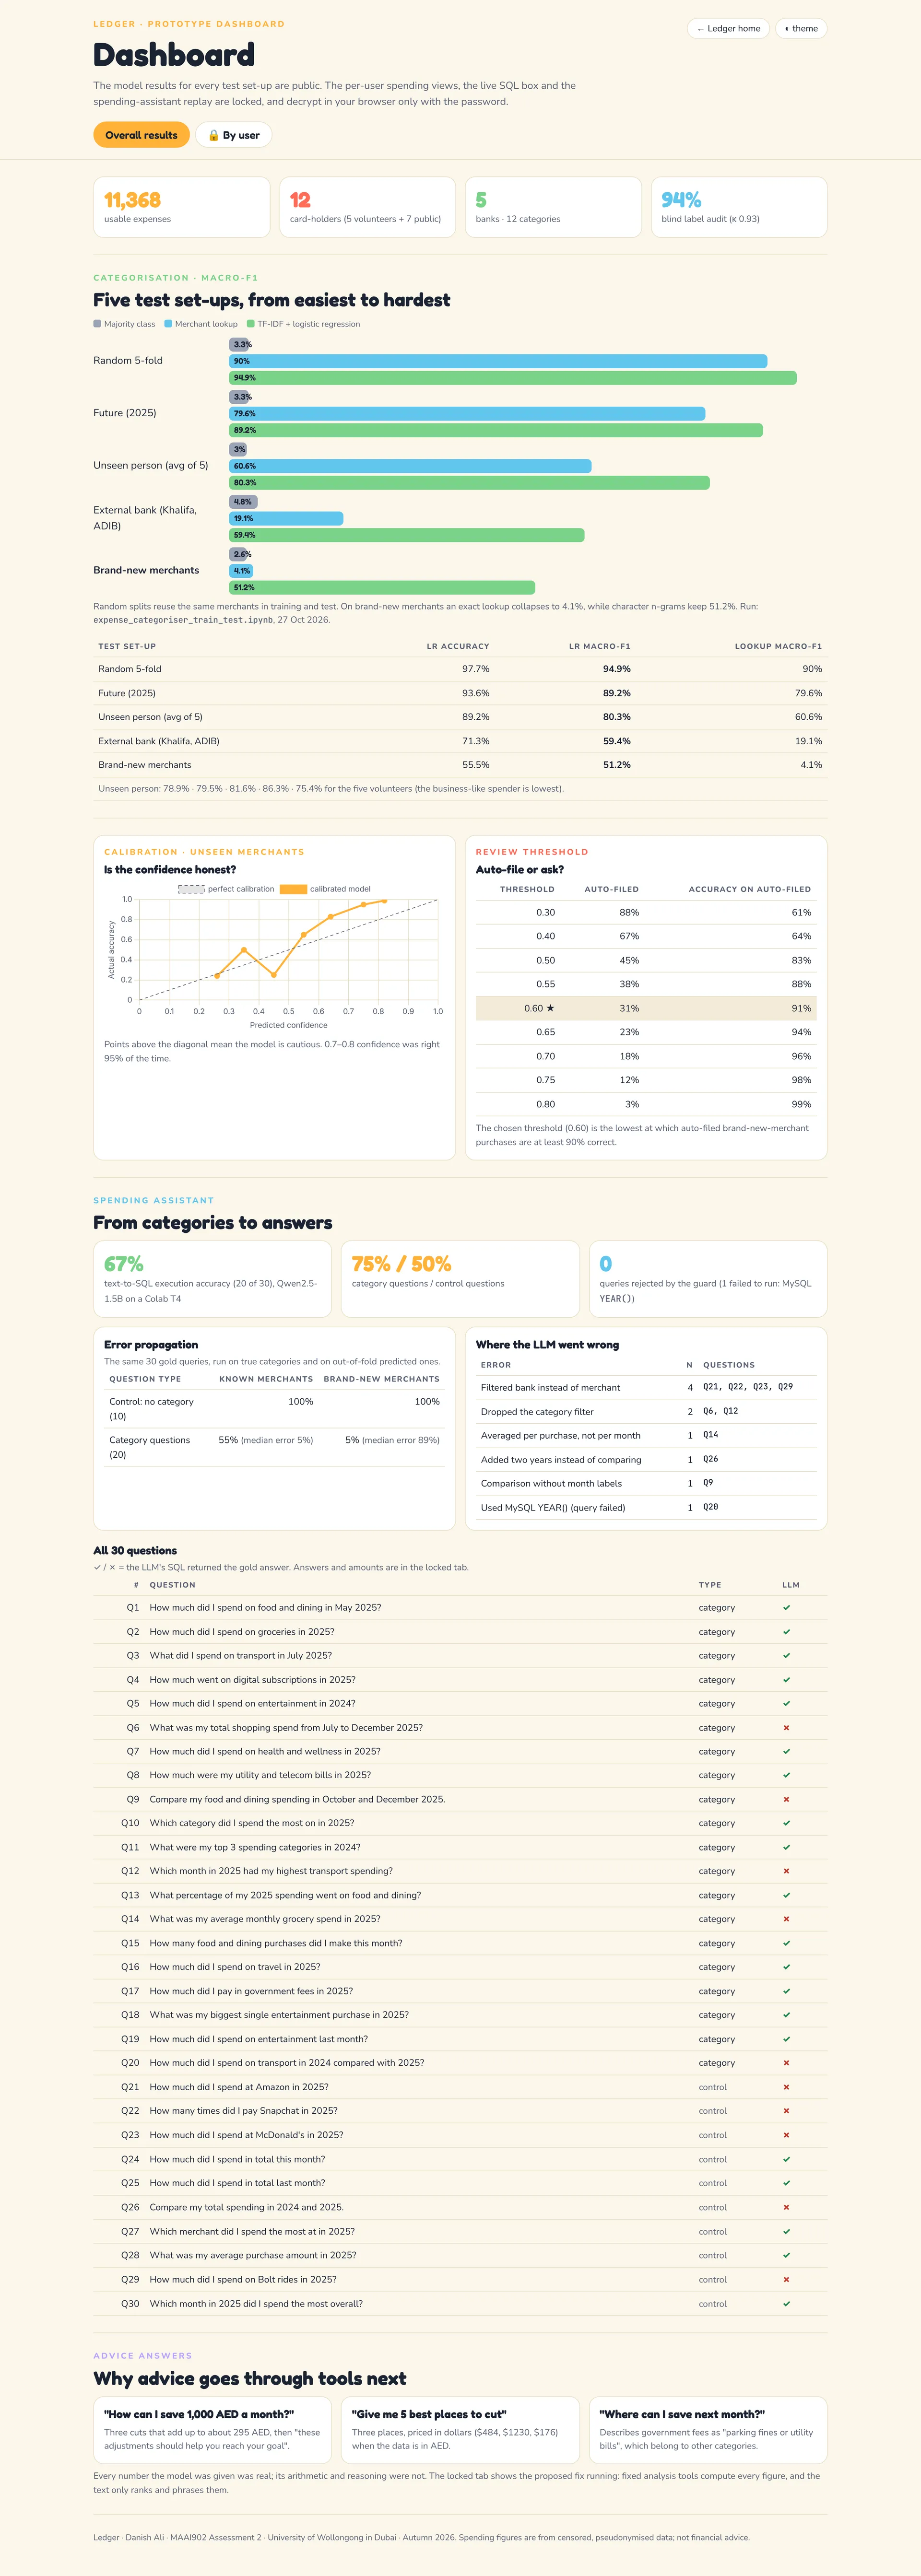 LEDGER · PROTOTYPE DASHBOARD
← Ledger home
◐ theme
Dashboard
The model results for every test set-up are public. The per-user spending views, the live SQL box and the
spending-assistant replay are locked, and decrypt in your browser only with the password.
Overall results
🔒 By user
11,368
usable expenses
12
card-holders (5 volunteers + 7 public)
5
banks · 12 categories
94%
blind label audit (κ 0.93)
CATEGORISATION · MACRO-F1
Five test set-ups, from easiest to hardest
Majority class Merchant lookup TF-IDF + logistic regression
Random 5-fold
3.3%
90%
94.9%
Future (2025)
3.3%
79.6%
89.2%
Unseen person (avg of 5)
3%
60.6%
80.3%
External bank (Khalifa,
ADIB)
4.8%
19.1%
59.4%
Brand-new merchants
2.6%
4.1%
51.2%
Random splits reuse the same merchants in training and test. On brand-new merchants an exact lookup collapses to 4.1%, while character n-grams keep 51.2%. Run:
expense_categoriser_train_test.ipynb, 27 Oct 2026.
TEST SET-UP LR ACCURACY LR MACRO-F1 LOOKUP MACRO-F1
Random 5-fold 97.7% 94.9% 90%
Future (2025) 93.6% 89.2% 79.6%
Unseen person (avg of 5) 89.2% 80.3% 60.6%
External bank (Khalifa, ADIB) 71.3% 59.4% 19.1%
Brand-new merchants 55.5% 51.2% 4.1%
Unseen person: 78.9% · 79.5% · 81.6% · 86.3% · 75.4% for the five volunteers (the business-like spender is lowest).
CALIBRATION · UNSEEN MERCHANTS
Is the confidence honest?
perfect calibration calibrated model
1.0
0.8
0.6
0.4
0.2
0
Actual accuracy
0 0.1 0.2 0.3 0.4 0.5 0.6 0.7 0.8 0.9 1.0
Predicted confidence
Points above the diagonal mean the model is cautious. 0.7–0.8 confidence was right
95% of the time.
REVIEW THRESHOLD
Auto-file or ask?
THRESHOLD AUTO-FILED ACCURACY ON AUTO-FILED
0.30 88% 61%
0.40 67% 64%
0.50 45% 83%
0.55 38% 88%
0.60 ★ 31% 91%
0.65 23% 94%
0.70 18% 96%
0.75 12% 98%
0.80 3% 99%
The chosen threshold (0.60) is the lowest at which auto-filed brand-new-merchant
purchases are at least 90% correct.
SPENDING ASSISTANT
From categories to answers
67%
text-to-SQL execution accuracy (20 of 30), Qwen2.5-
1.5B on a Colab T4
75% / 50%
category questions / control questions
0
queries rejected by the guard (1 failed to run: MySQL
YEAR())
Error propagation
The same 30 gold queries, run on true categories and on out-of-fold predicted ones.
QUESTION TYPE KNOWN MERCHANTS BRAND-NEW MERCHANTS
Control: no category
(10) 100% 100%
Category questions
(20) 55% (median error 5%) 5% (median error 89%)
Where the LLM went wrong
ERROR N QUESTIONS
Filtered bank instead of merchant 4 Q21, Q22, Q23, Q29
Dropped the category filter 2 Q6, Q12
Averaged per purchase, not per month 1 Q14
Added two years instead of comparing 1 Q26
Comparison without month labels 1 Q9
Used MySQL YEAR() (query failed) 1 Q20
All 30 questions
✓ / ✗ = the LLM's SQL returned the gold answer. Answers and amounts are in the locked tab.
# QUESTION TYPE LLM
Q1 How much did I spend on food and dining in May 2025? category ✓
Q2 How much did I spend on groceries in 2025? category ✓
Q3 What did I spend on transport in July 2025? category ✓
Q4 How much went on digital subscriptions in 2025? category ✓
Q5 How much did I spend on entertainment in 2024? category ✓
Q6 What was my total shopping spend from July to December 2025? category ✗
Q7 How much did I spend on health and wellness in 2025? category ✓
Q8 How much were my utility and telecom bills in 2025? category ✓
Q9 Compare my food and dining spending in October and December 2025. category ✗
Q10 Which category did I spend the most on in 2025? category ✓
Q11 What were my top 3 spending categories in 2024? category ✓
Q12 Which month in 2025 had my highest transport spending? category ✗
Q13 What percentage of my 2025 spending went on food and dining? category ✓
Q14 What was my average monthly grocery spend in 2025? category ✗
Q15 How many food and dining purchases did I make this month? category ✓
Q16 How much did I spend on travel in 2025? category ✓
Q17 How much did I pay in government fees in 2025? category ✓
Q18 What was my biggest single entertainment purchase in 2025? category ✓
Q19 How much did I spend on entertainment last month? category ✓
Q20 How much did I spend on transport in 2024 compared with 2025? category ✗
Q21 How much did I spend at Amazon in 2025? control ✗
Q22 How many times did I pay Snapchat in 2025? control ✗
Q23 How much did I spend at McDonald's in 2025? control ✗
Q24 How much did I spend in total this month? control ✓
Q25 How much did I spend in total last month? control ✓
Q26 Compare my total spending in 2024 and 2025. control ✗
Q27 Which merchant did I spend the most at in 2025? control ✓
Q28 What was my average purchase amount in 2025? control ✓
Q29 How much did I spend on Bolt rides in 2025? control ✗
Q30 Which month in 2025 did I spend the most overall? control ✓
ADVICE ANSWERS
Why advice goes through tools next
"How can I save 1,000 AED a month?"
Three cuts that add up to about 295 AED, then "these
adjustments should help you reach your goal".
"Give me 5 best places to cut"
Three places, priced in dollars ($484, $1230, $176)
when the data is in AED.
"Where can I save next month?"
Describes government fees as "parking fines or utility
bills", which belong to other categories.
Every number the model was given was real; its arithmetic and reasoning were not. The locked tab shows the proposed fix running: fixed analysis tools compute every figure, and the
text only ranks and phrases them.
Ledger · Danish Ali · MAAI902 Assessment 2 · University of Wollongong in Dubai · Autumn 2026. Spending figures are from censored, pseudonymised data; not financial advice.